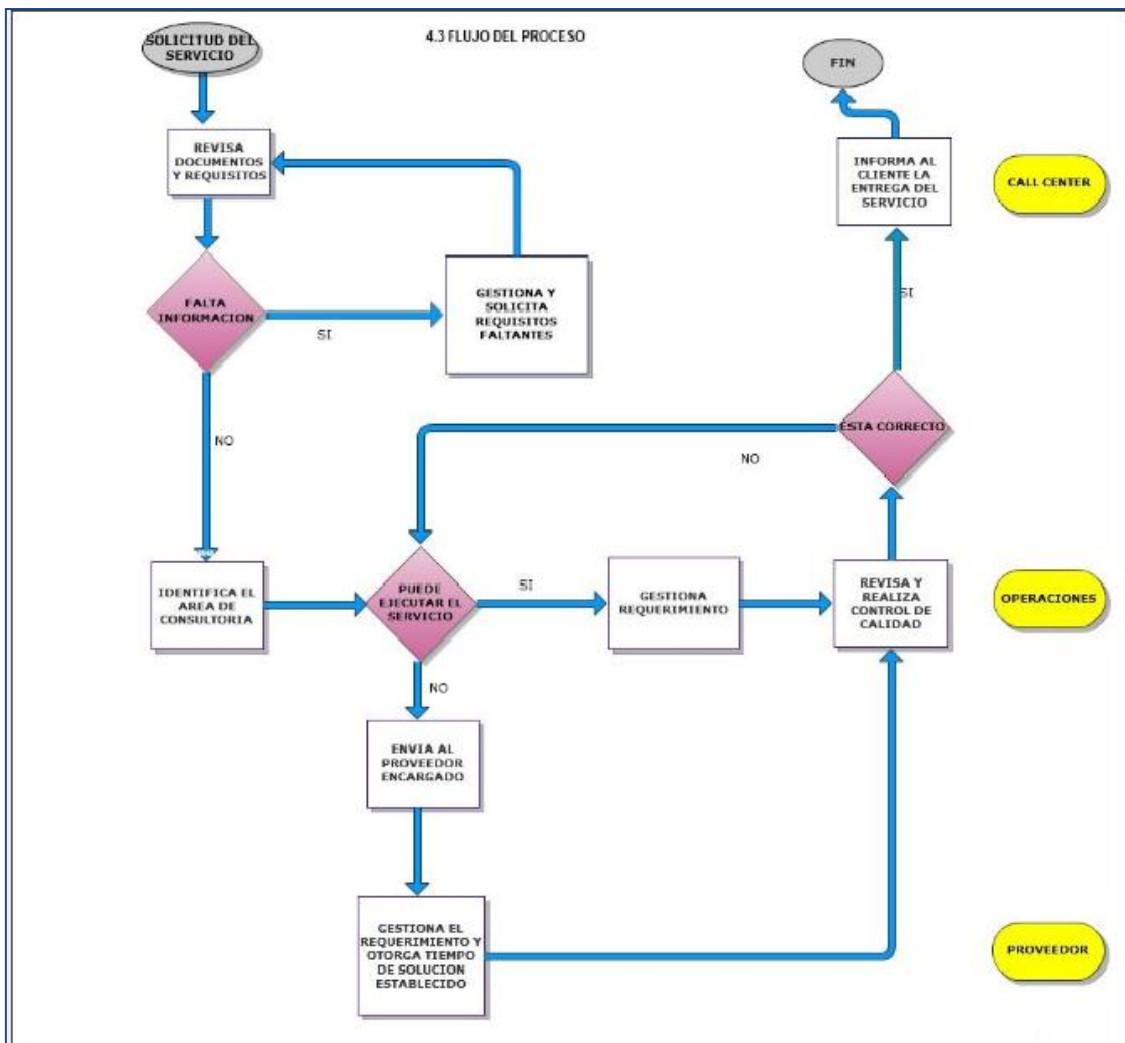 4.3 FLUJO DEL PROCESO
SOLICITUD DEL
SERVICIO
FIN
REVISA
DOCUMENTOS
Y REQUISITOS
INFORMA AL
CLIENTE LA
ENTREGA DEL
SERVICIO
CALL CENTER
FALTA
INFORMACION
SI
GESTIONA Y
SOLICITA
REQUISITOS
FALTANTES
SI
NO
ESTA CORRECTO
NO
IDENTIFICA EL
AREA DE
CONSULTORIA
PUEDE
EJECUTAR EL
SERVICIO
SI
GESTIONA
REQUERIMIENTO
REVISA Y
REALIZA
CONTROL DE
CALIDAD
OPERACIONES
NO
ENVIA AL
PROVEEDOR
ENCARGADO
GESTIONA EL
REQUERIMIENTO Y
OTORGA TIEMPO
DE SOLUCION
ESTABLECIDO
PROVEEDOR